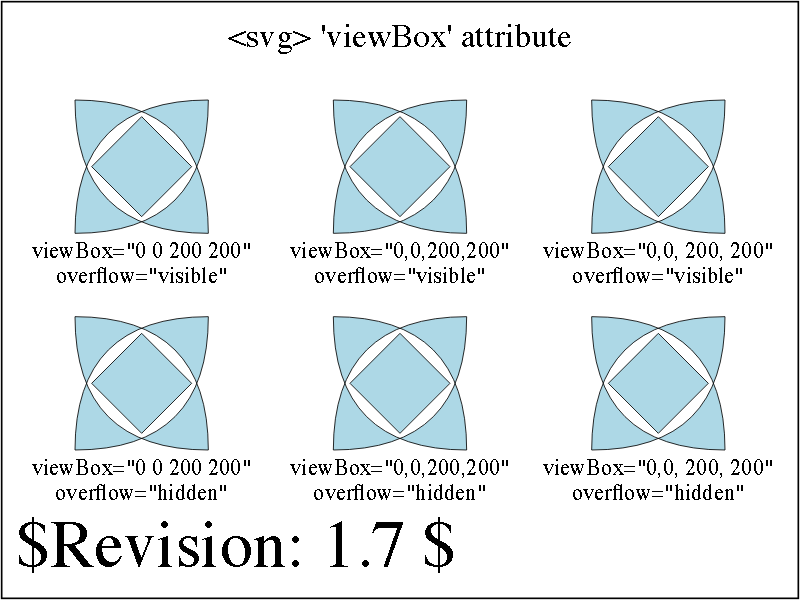 <svg> 'viewBox' attribute
viewBox="0 0 200 200" viewBox="0,0,200,200" viewBox="0,0, 200, 200"
overflow="visible" overflow="visible" overflow="visible"
viewBox="0 0 200 200" viewBox="0,0,200,200" viewBox="0,0, 200, 200"
overflow="hidden" overflow="hidden" overflow="hidden"
$Revision: 1.7 $